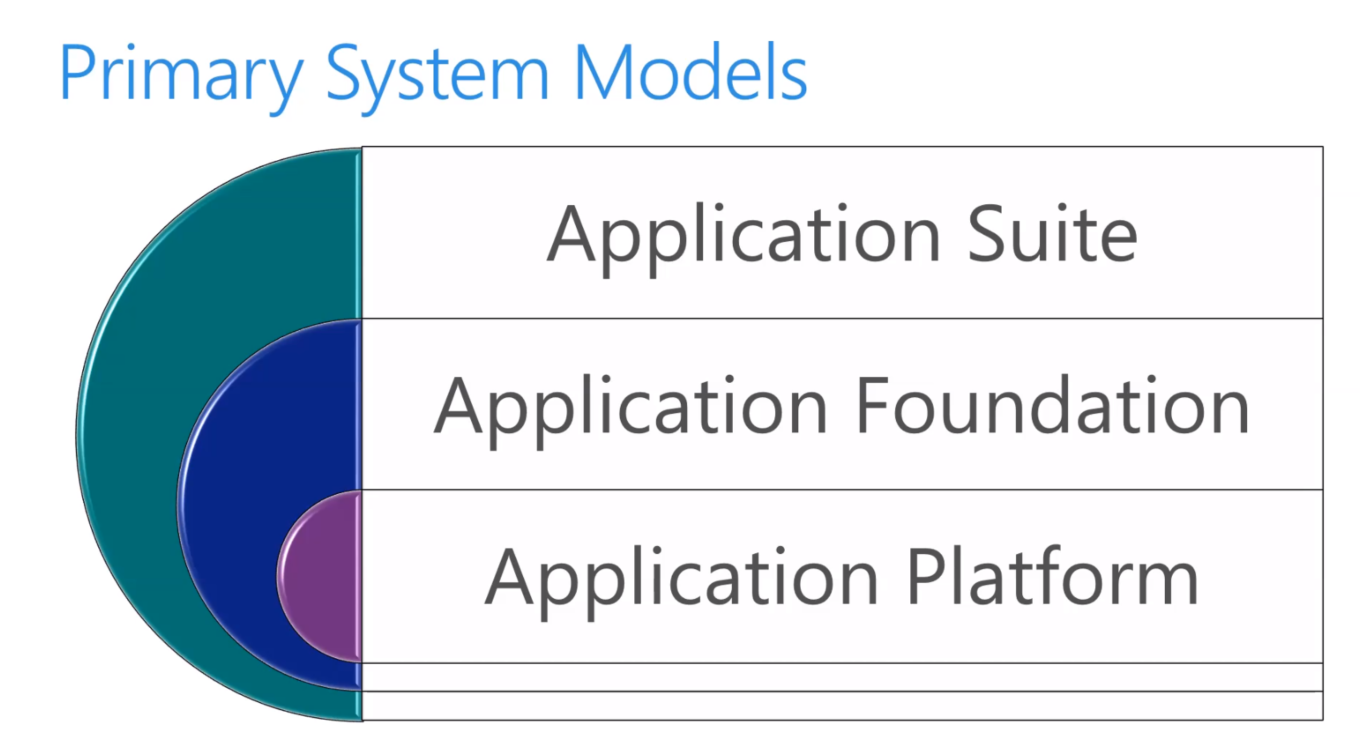 Primary System Models
Application Suite
Application Foundation
Application Platform